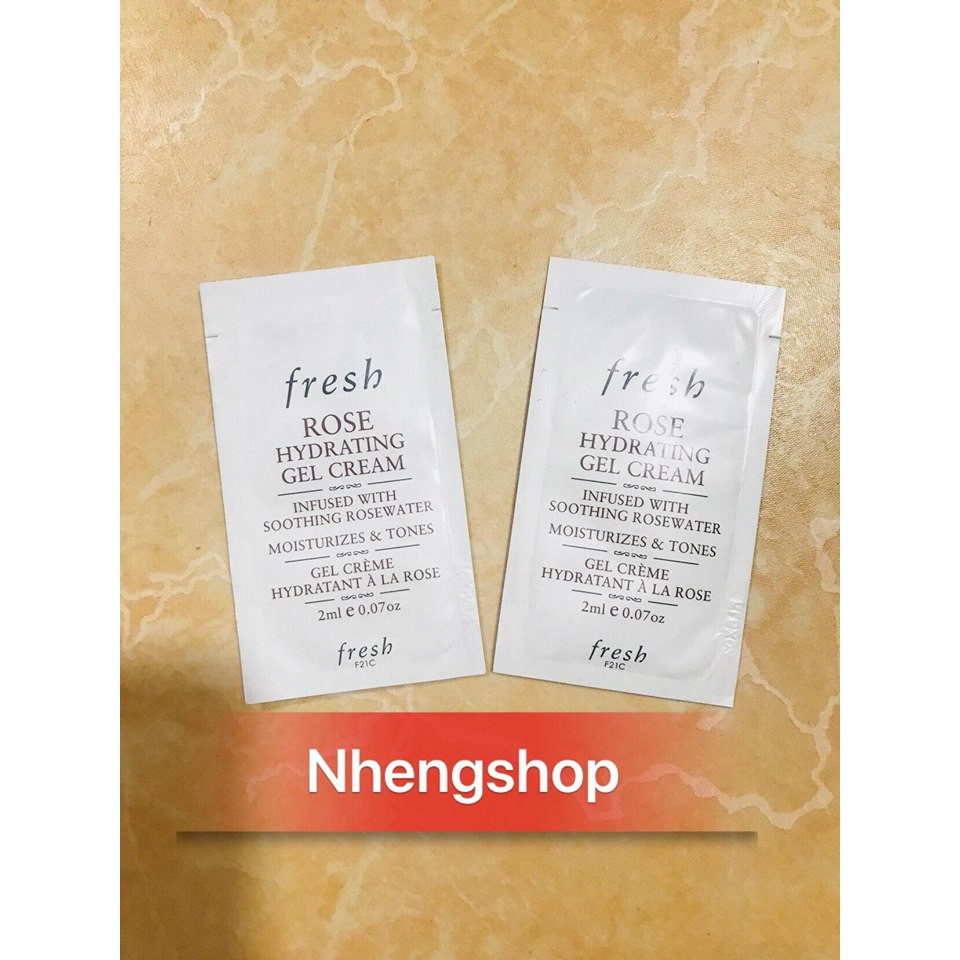 fresh
ROSE
HYDRATING
GEL CREAM
INFUSED WITH
SOOTHING ROSEWATER
MOISTURIZES & TONES
GEL CRÈME
HYDRATANT À LA ROSE
2ml e 0.07oz
fresh
F21C
fresh
ROSE
HYDRATING
GEL CREAM
INFUSED WITH
SOOTHING ROSEWATER
MOISTURIZES & TONES
GEL CRÈME
HYDRATANT À LA ROSE
2ml e 0.07oz
fresh
F21C
Nhengshop